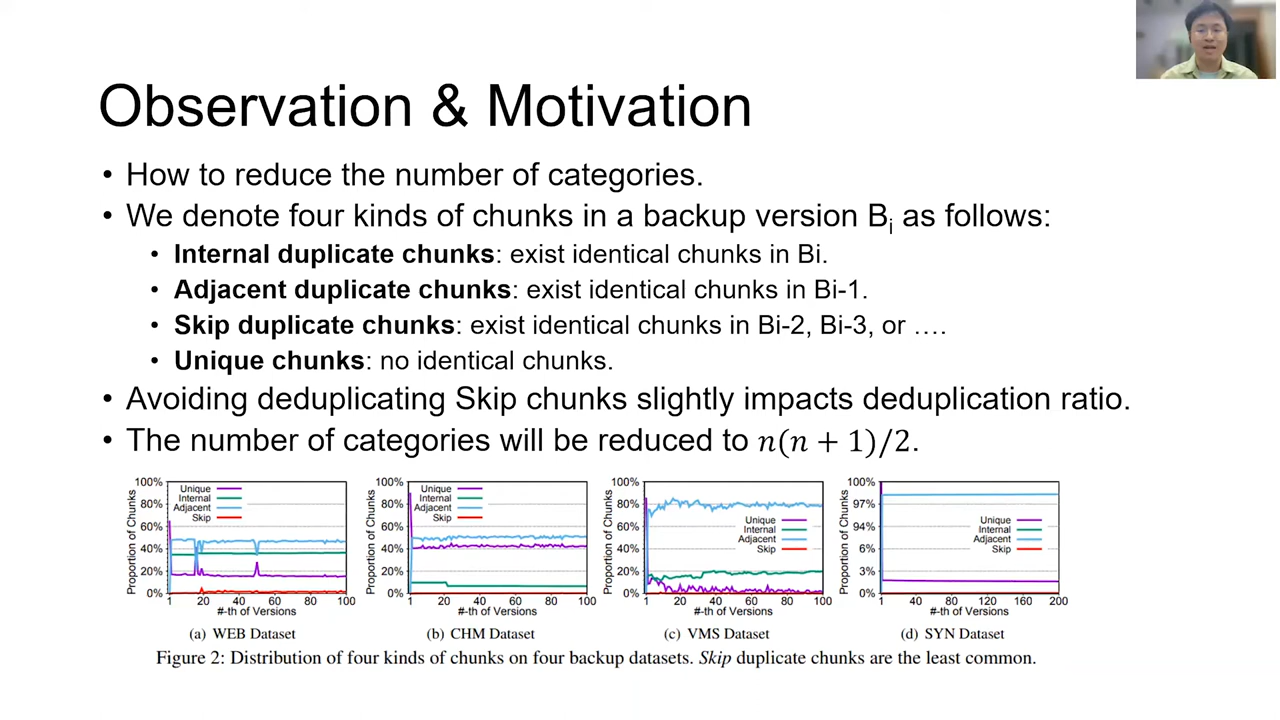 Observation & Motivation
• How to reduce the number of categories.
• We denote four kinds of chunks in a backup version Bi as follows:
• Internal duplicate chunks: exist identical chunks in Bi.
• Adjacent duplicate chunks: exist identical chunks in Bi-1.
• Skip duplicate chunks: exist identical chunks in Bi-2, Bi-3, or ….
• Unique chunks: no identical chunks.
• Avoiding deduplicating Skip chunks slightly impacts deduplication ratio.
• The number of categories will be reduced to n(n + 1)/2.
Proportion of Chunks
100%
80%
60%
40%
20%
0%
Unique
Internal
Adjacent
Skip
1 20 40 60 80 100
#-th of Versions
(a) WEB Dataset
Proportion of Chunks
100%
80%
60%
40%
20%
0%
Unique
Internal
Adjacent
Skip
1 20 40 60 80 100
#-th of Versions
(b) CHM Dataset
Proportion of Chunks
100%
80%
60%
40%
20%
0%
Unique
Internal
Adjacent
Skip
1 20 40 60 80 100
#-th of Versions
(c) VMS Dataset
Proportion of Chunks
100%
97%
94%
6%
3%
0%
Unique
Internal
Adjacent
Skip
1 40 80 120 160 200
#-th of Versions
(d) SYN Dataset
Figure 2: Distribution of four kinds of chunks on four backup datasets. Skip duplicate chunks are the least common.